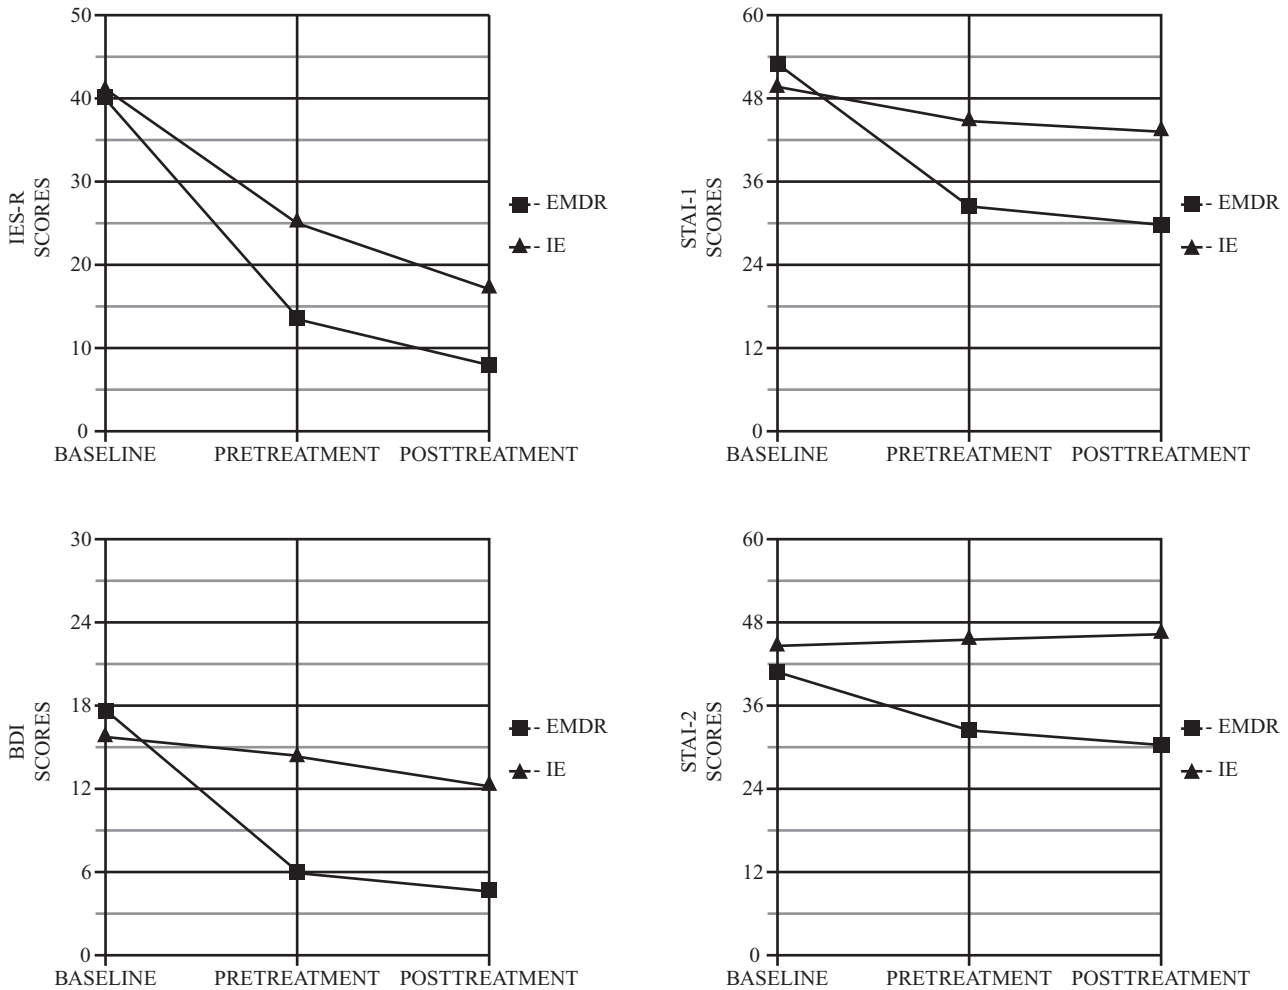 50
40
30
20
10
0
IES-R
SCORES
BASELINE PRETREATMENT POSTTREATMENT
- EMDR
- IE
60
48
36
24
12
0
STAI-1
SCORES
BASELINE PRETREATMENT POSTTREATMENT
- EMDR
- IE
30
24
18
12
6
0
BDI
SCORES
BASELINE PRETREATMENT POSTTREATMENT
- EMDR
- IE
60
48
36
24
12
0
STAI-2
SCORES
BASELINE PRETREATMENT POSTTREATMENT
- EMDR
- IE